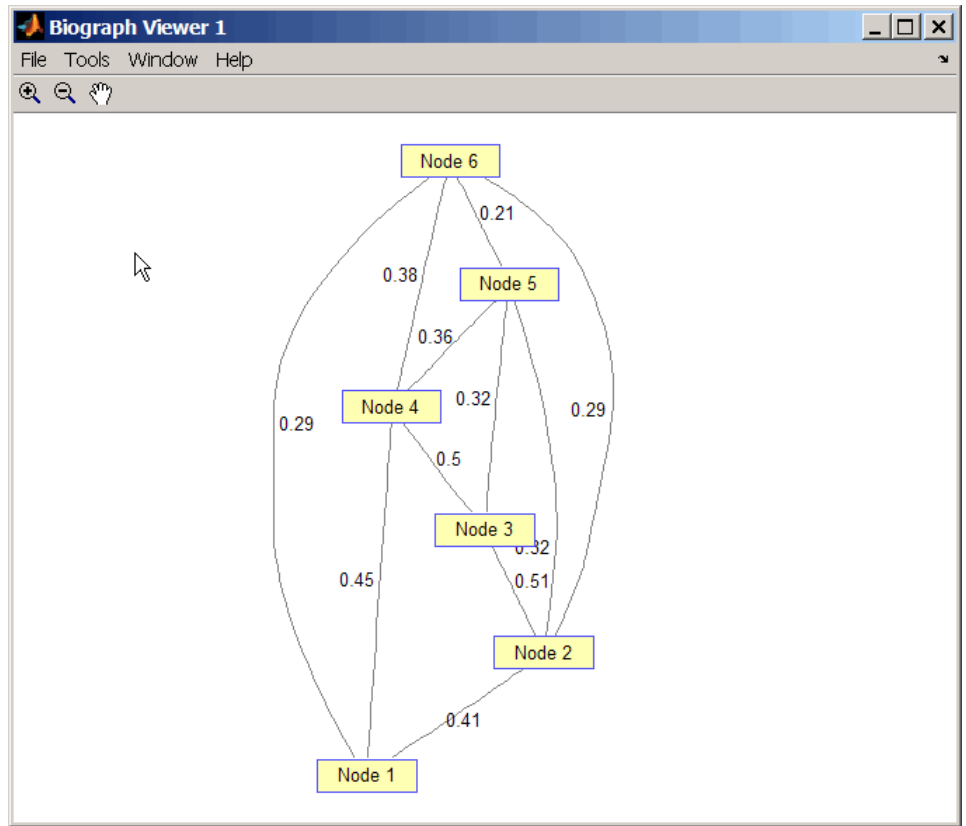 Biograph Viewer 1
File Tools Window Help
Node 6
0.21
0.38
Node 5
0.36
0.32
Node 4
0.29
0.29
0.5
Node 3
0.32
0.45
0.51
Node 2
0.41
Node 1